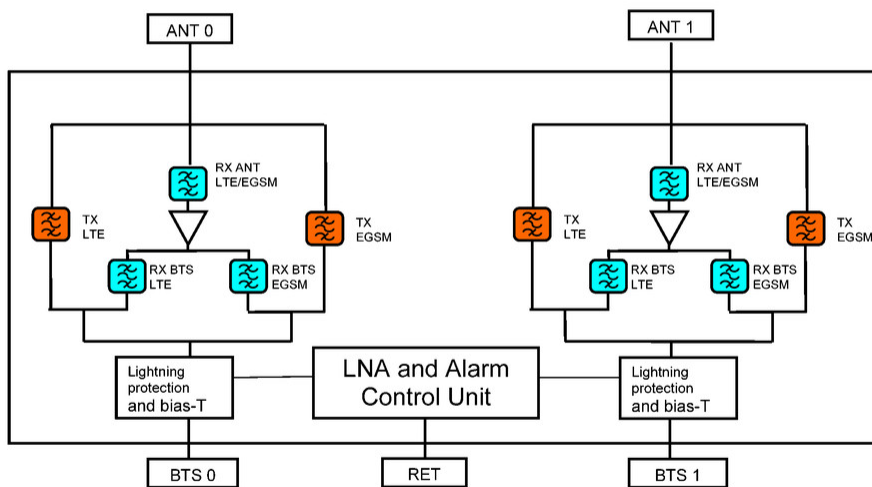 ANT 0
ANT 1
RX ANT
LTE/EGSM
RX ANT
LTE/EGSM
TX
LTE
TX
EGSM
TX
LTE
TX
EGSM
RX BTS
LTE
RX BTS
EGSM
RX BTS
LTE
RX BTS
EGSM
Lightning
protection
and bias-T
LNA and Alarm
Control Unit
Lightning
protection
and bias-T
BTS 0
RET
BTS 1